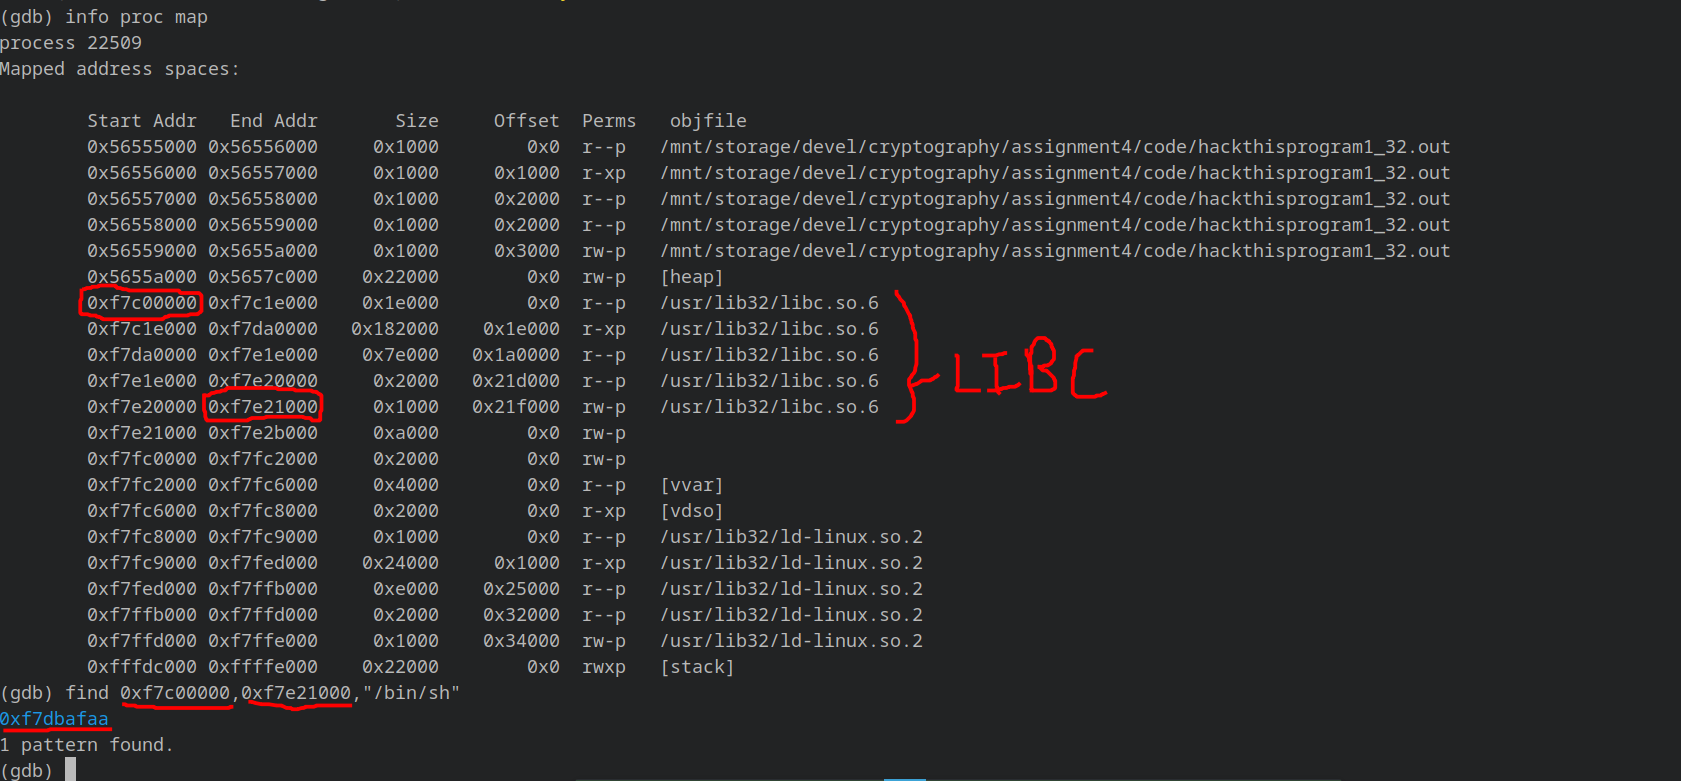 (gdb) info proc map
process 22509
Mapped address spaces:
Start Addr End Addr Size Offset Perms objfile
0x56555000 0x56556000 0x1000 0x0 r--p /mnt/storage/devel/cryptography/assignment4/code/hackthisprogram1_32.out
0x56556000 0x56557000 0x1000 0x1000 r-xp /mnt/storage/devel/cryptography/assignment4/code/hackthisprogram1_32.out
0x56557000 0x56558000 0x1000 0x2000 r--p /mnt/storage/devel/cryptography/assignment4/code/hackthisprogram1_32.out
0x56558000 0x56559000 0x1000 0x2000 r--p /mnt/storage/devel/cryptography/assignment4/code/hackthisprogram1_32.out
0x56559000 0x5655a000 0x1000 0x3000 rw-p /mnt/storage/devel/cryptography/assignment4/code/hackthisprogram1_32.out
0x5655a000 0x5657c000 0x22000 0x0 rw-p [heap]
0xf7c00000 0xf7c1e000 0x1e000 0x0 r--p /usr/lib32/libc.so.6
0xf7c1e000 0xf7da0000 0x182000 0x1e000 r-xp /usr/lib32/libc.so.6
0xf7da0000 0xf7e1e000 0x7e000 0x1a0000 r--p /usr/lib32/libc.so.6
LIBC
0xf7e1e000 0xf7e20000 0x2000 0x21d000 r--p /usr/lib32/libc.so.6
0xf7e20000 0xf7e21000 0x1000 0x21f000 rw-p /usr/lib32/libc.so.6
0xf7e21000 0xf7e2b000 0xa000 0x0 rw-p
0xf7fc0000 0xf7fc2000 0x2000 0x0 rw-p
0xf7fc2000 0xf7fc6000 0x4000 0x0 r--p [vvar]
0xf7fc6000 0xf7fc8000 0x2000 0x0 r-xp [vdso]
0xf7fc8000 0xf7fc9000 0x1000 0x0 r--p /usr/lib32/ld-linux.so.2
0xf7fc9000 0xf7fed000 0x24000 0x1000 r-xp /usr/lib32/ld-linux.so.2
0xf7fed000 0xf7ffb000 0xe000 0x25000 r--p /usr/lib32/ld-linux.so.2
0xf7ffb000 0xf7ffd000 0x2000 0x32000 r--p /usr/lib32/ld-linux.so.2
0xf7ffd000 0xf7ffe000 0x1000 0x34000 rw-p /usr/lib32/ld-linux.so.2
0xfffdc000 0xffffe000 0x22000 0x0 rwxp [stack]
(gdb) find 0xf7c00000,0xf7e21000,"/bin/sh"
0xf7dbafaa
1 pattern found.
(gdb)